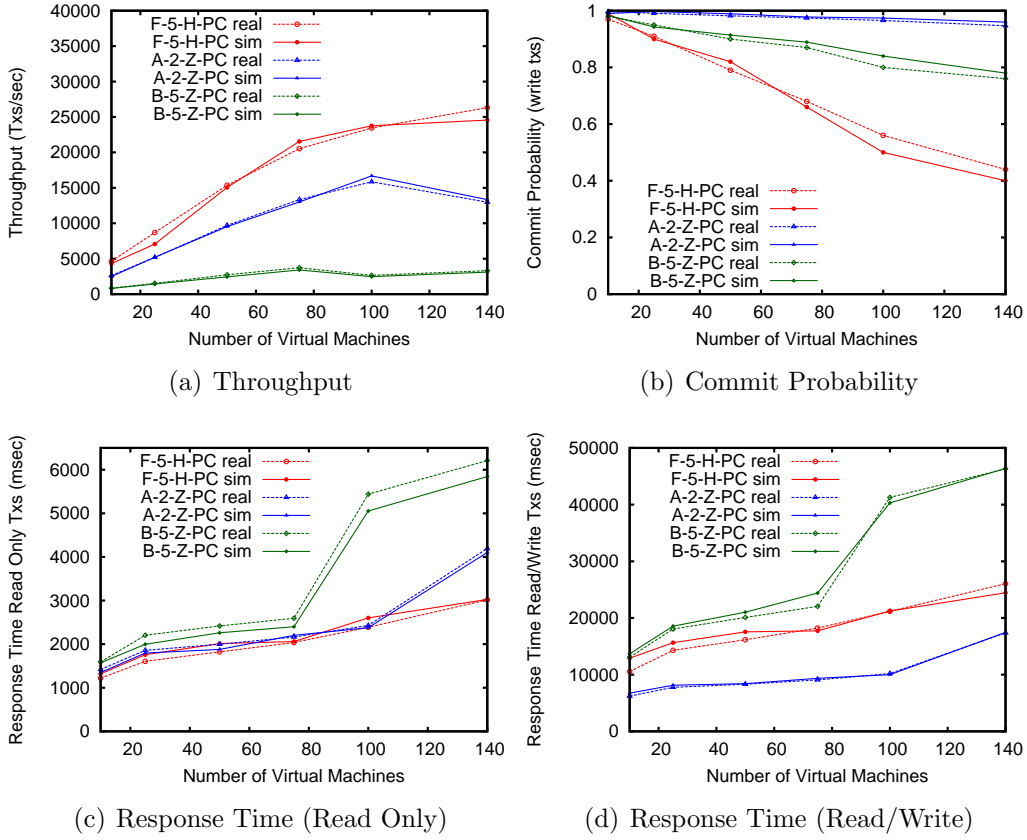 Throughput (Txs/sec)
40000
35000
30000
25000
20000
15000
10000
5000
0
F-5-H-PC real
F-5-H-PC sim
A-2-Z-PC real
A-2-Z-PC sim
B-5-Z-PC real
B-5-Z-PC sim
20 40 60 80 100 120 140
Number of Virtual Machines
(a) Throughput
Commit Probability (write txs)
1
0.8
0.6
0.4
0.2
0
F-5-H-PC real
F-5-H-PC sim
A-2-Z-PC real
A-2-Z-PC sim
B-5-Z-PC real
B-5-Z-PC sim
20 40 60 80 100 120 140
Number of Virtual Machines
(b) Commit Probability
Response Time Read Only Txs (msec)
6000
5000
4000
3000
2000
1000
0
F-5-H-PC real
F-5-H-PC sim
A-2-Z-PC real
A-2-Z-PC sim
B-5-Z-PC real
B-5-Z-PC sim
20 40 60 80 100 120 140
Number of Virtual Machines
(c) Response Time (Read Only)
Response Time Read/Write Txs (msec)
50000
40000
30000
20000
10000
0
F-5-H-PC real
F-5-H-PC sim
A-2-Z-PC real
A-2-Z-PC sim
B-5-Z-PC real
B-5-Z-PC sim
20 40 60 80 100 120 140
Number of Virtual Machines
(d) Response Time (Read/Write)